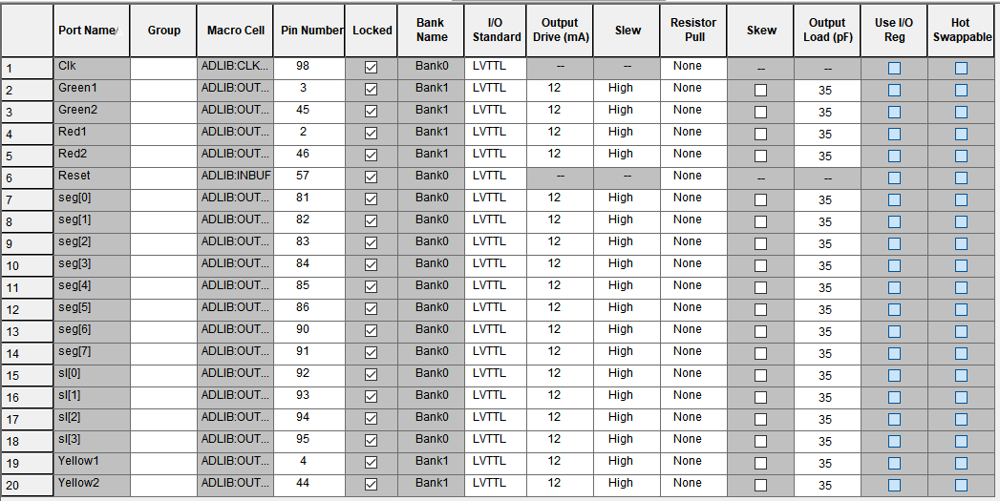 Port Name/ Group Macro Cell Pin Number Locked Bank Name I/O Standard Output Drive (mA) Slew Resistor Pull Skew Output Load (pF) Use I/O Reg Hot Swappable
1 Clk ADLIB:CLK... 98 Bank0 LVTTL -- -- None -- --
2 Green1 ADLIB:OUT... 3 Bank1 LVTTL 12 High None 35
3 Green2 ADLIB:OUT... 45 Bank1 LVTTL 12 High None 35
4 Red1 ADLIB:OUT... 2 Bank1 LVTTL 12 High None 35
5 Red2 ADLIB:OUT... 46 Bank1 LVTTL 12 High None 35
6 Reset ADLIB:INBUF 57 Bank0 LVTTL -- -- None -- --
7 seg[0] ADLIB:OUT... 81 Bank0 LVTTL 12 High None 35
8 seg[1] ADLIB:OUT... 82 Bank0 LVTTL 12 High None 35
9 seg[2] ADLIB:OUT... 83 Bank0 LVTTL 12 High None 35
10 seg[3] ADLIB:OUT... 84 Bank0 LVTTL 12 High None 35
11 seg[4] ADLIB:OUT... 85 Bank0 LVTTL 12 High None 35
12 seg[5] ADLIB:OUT... 86 Bank0 LVTTL 12 High None 35
13 seg[6] ADLIB:OUT... 90 Bank0 LVTTL 12 High None 35
14 seg[7] ADLIB:OUT... 91 Bank0 LVTTL 12 High None 35
15 sl[0] ADLIB:OUT... 92 Bank0 LVTTL 12 High None 35
16 sl[1] ADLIB:OUT... 93 Bank0 LVTTL 12 High None 35
17 sl[2] ADLIB:OUT... 94 Bank0 LVTTL 12 High None 35
18 sl[3] ADLIB:OUT... 95 Bank0 LVTTL 12 High None 35
19 Yellow1 ADLIB:OUT... 4 Bank1 LVTTL 12 High None 35
20 Yellow2 ADLIB:OUT... 44 Bank1 LVTTL 12 High None 35